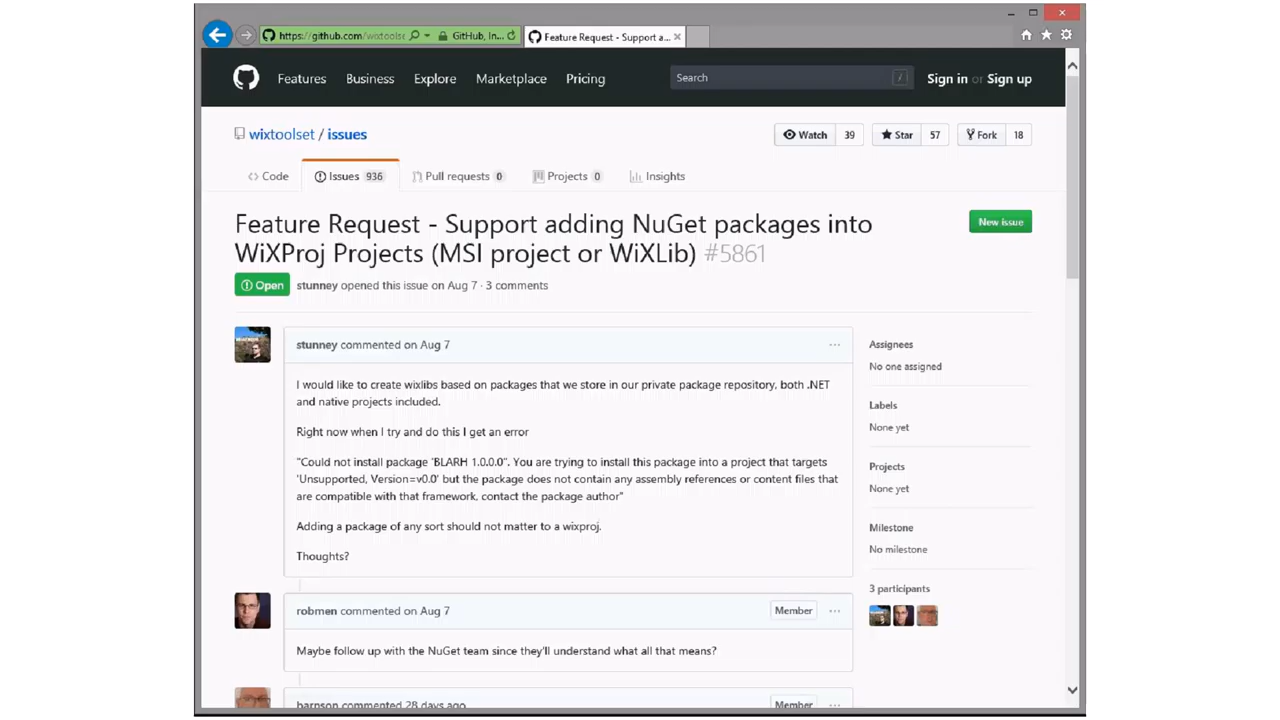 https://github.com/wixtoolse
GitHub, In...
Feature Request - Support a...
Features Business Explore Marketplace Pricing
Search /
Sign in or Sign up
wixtoolset / issues
Watch 39 Star 57 Fork 18
Code Issues 936 Pull requests 0 Projects 0 Insights
Feature Request - Support adding NuGet packages into
WiXProj Projects (MSI project or WiXLib) #5861
New issue
Open stunney opened this issue on Aug 7 · 3 comments
stunney commented on Aug 7
I would like to create wixlibs based on packages that we store in our private package repository, both .NET
and native projects included.
Right now when I try and do this I get an error
"Could not install package 'BLARH 1.0.0.0". You are trying to install this package into a project that targets
'Unsupported, Version=v0.0' but the package does not contain any assembly references or content files that
are compatible with that framework, contact the package author"
Adding a package of any sort should not matter to a wixproj.
Thoughts?
Assignees
No one assigned
Labels
None yet
Projects
None yet
Milestone
No milestone
3 participants
robmen commented on Aug 7 Member
Maybe follow up with the NuGet team since they'll understand what all that means?
barnson commented 28 days ago Member